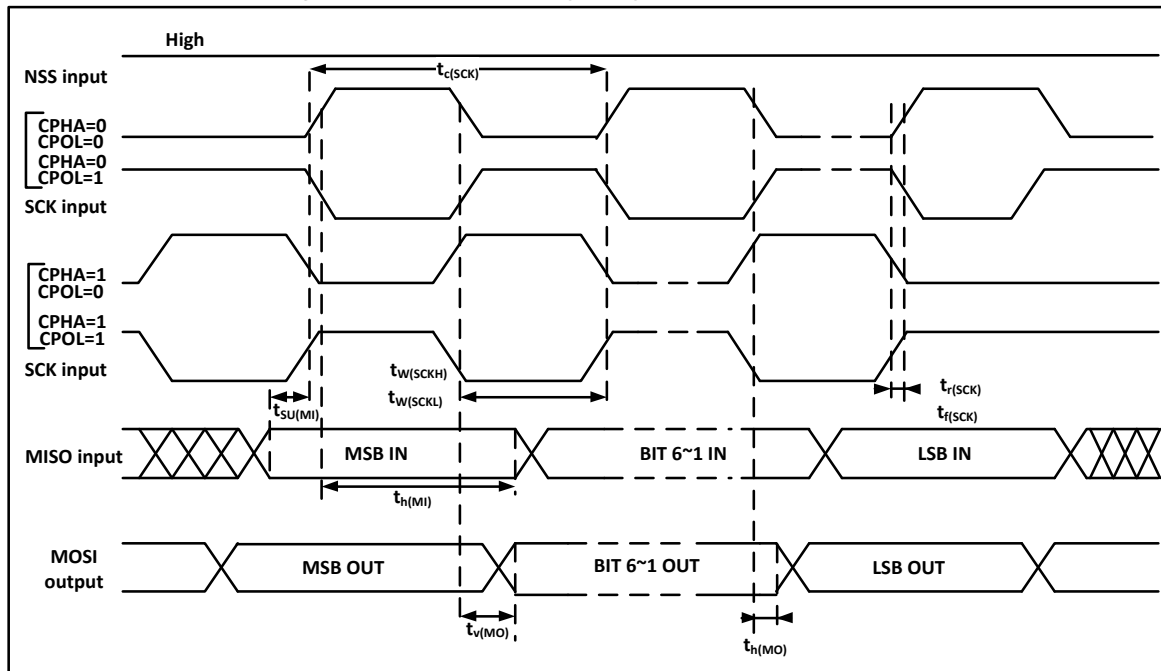 High
NSS input
tc(SCK)
CPHA=0
CPOL=0
CPHA=0
CPOL=1
SCK input
CPHA=1
CPOL=0
CPHA=1
CPOL=1
SCK input
tSU(MI)
tW(SCKH)
tW(SCKL)
tr(SCK)
tf(SCK)
MISO input
MSB IN
BIT 6~1 IN
LSB IN
th(MI)
MOSI
output
MSB OUT
BIT 6~1 OUT
LSB OUT
tv(MO)
th(MO)